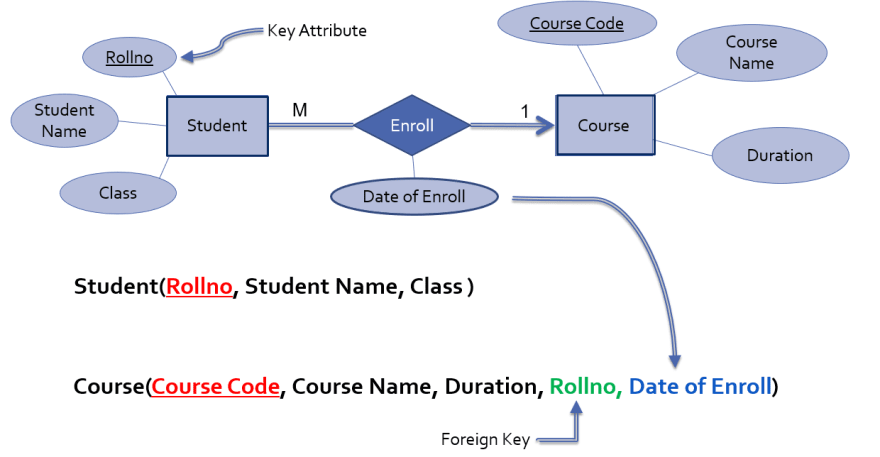 Course Code
Rollno
Key Attribute
Course
Name
Student
Name
Student
M
Enroll
1
Course
Duration
Class
Date of Enroll
Student(Rollno, Student Name, Class )
Course(Course Code, Course Name, Duration, Rollno, Date of Enroll)
Foreign Key